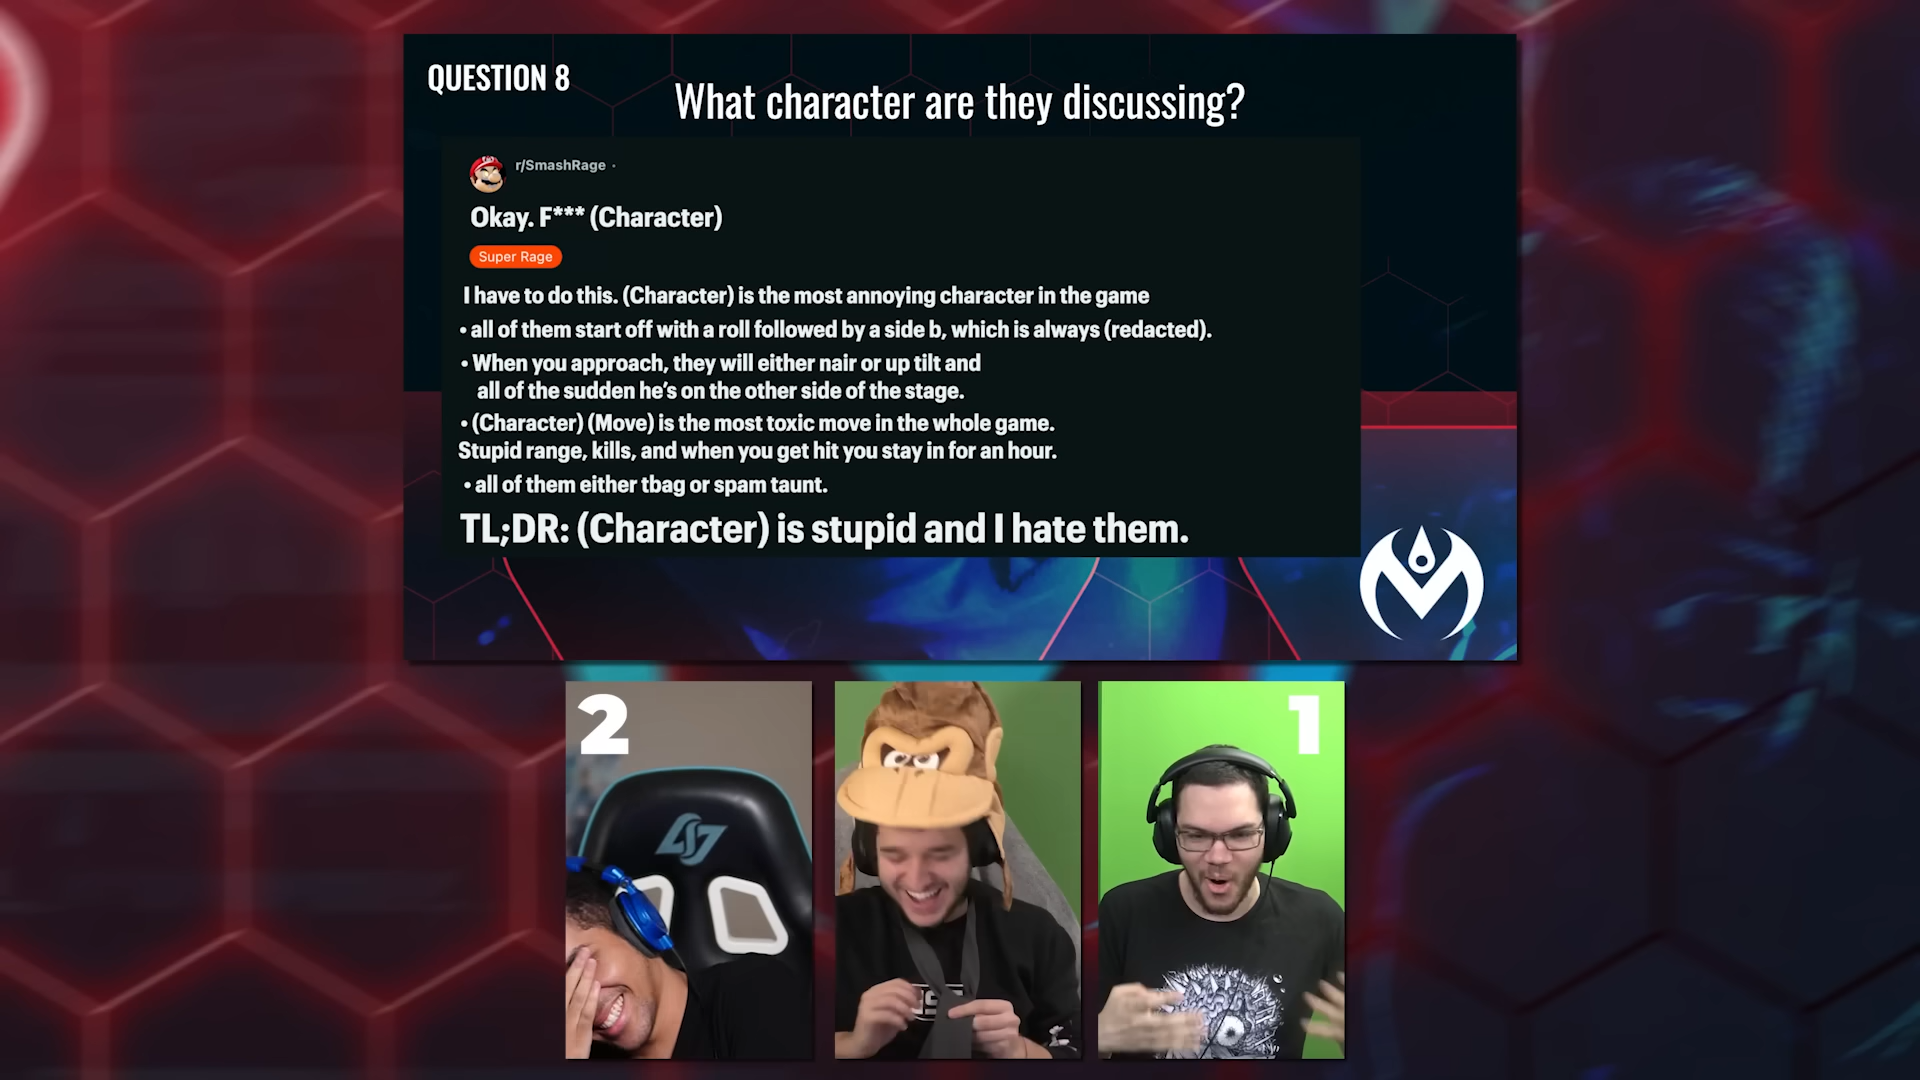 QUESTION 8
What character are they discussing?
r/SmashRage ·
Okay. F*** (Character)
Super Rage
I have to do this. (Character) is the most annoying character in the game
• all of them start off with a roll followed by a side b, which is always (redacted).
• When you approach, they will either nair or up tilt and
all of the sudden he's on the other side of the stage.
• (Character) (Move) is the most toxic move in the whole game.
Stupid range, kills, and when you get hit you stay in for an hour.
• all of them either tbag or spam taunt.
TL;DR: (Character) is stupid and I hate them.
2
1